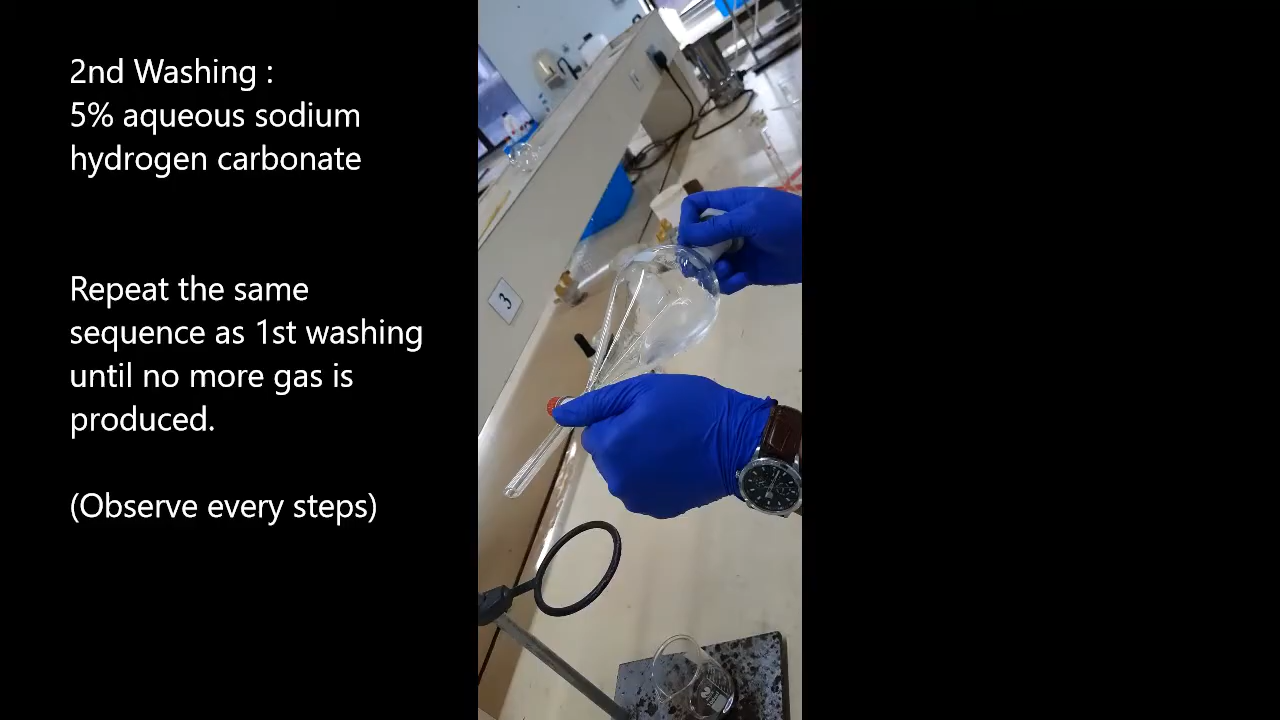 2nd Washing :
5% aqueous sodium
hydrogen carbonate
Repeat the same
sequence as 1st washing
until no more gas is
produced.
(Observe every steps)
3